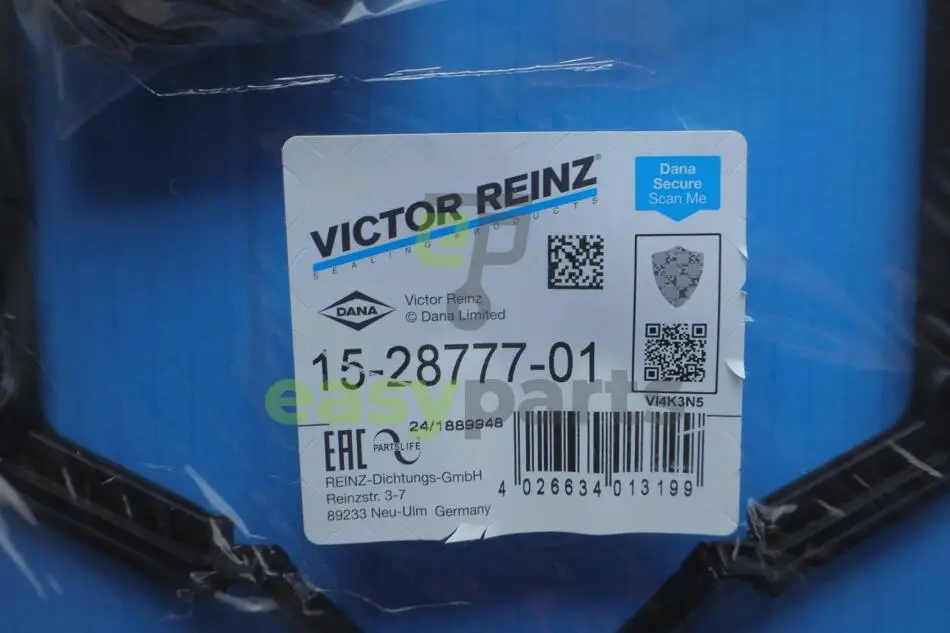 VICTOR REINZ®
SEALING PRODUCTS
Dana
Secure
Scan Me
DANA
Victor Reinz
© Dana Limited
15-28777-01
VI4K3N5
easyparts
24/1889948
EAC
PARTSLIFE
REINZ-Dichtungs-GmbH
Reinzstr. 3-7
89233 Neu-Ulm Germany
4 026634 013199
eP